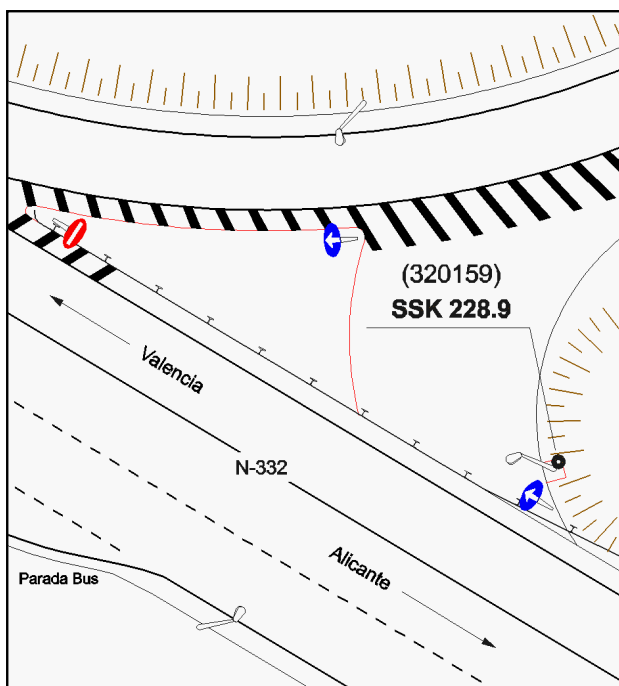 (320159)
SSK 228.9
Valencia
N-332
Alicante
Parada Bus